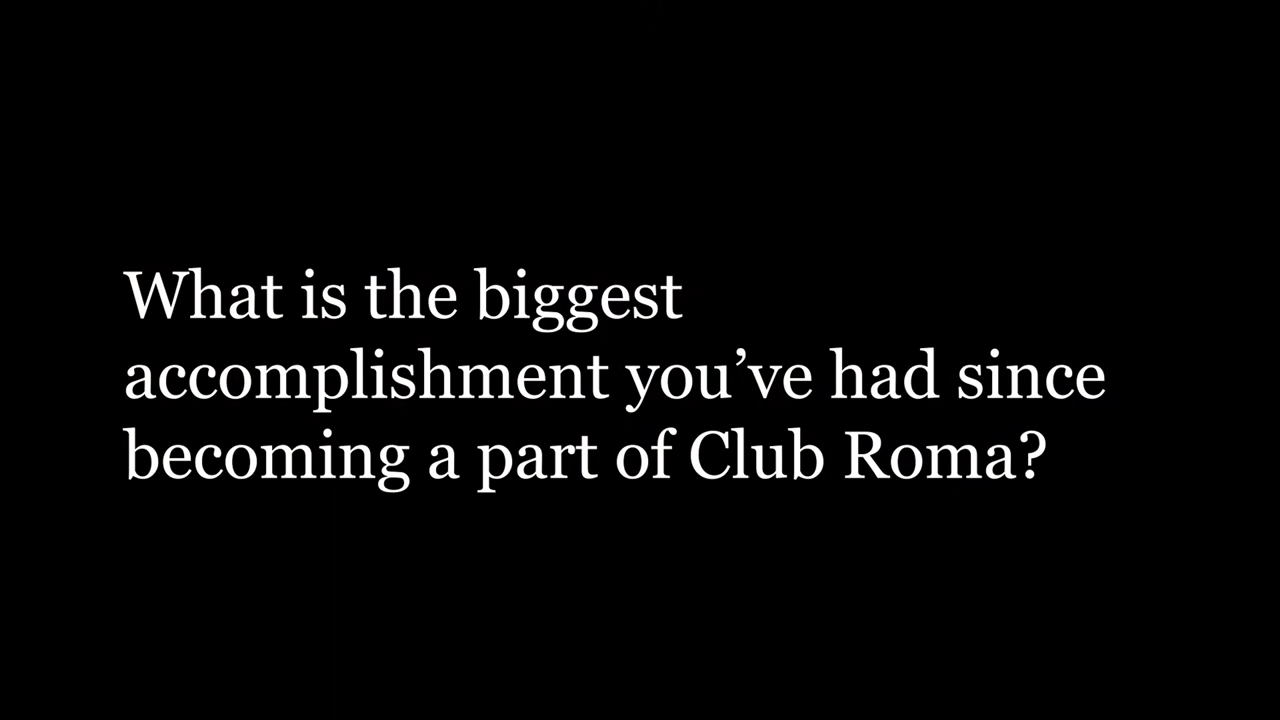 What is the biggest
accomplishment you’ve had since
becoming a part of Club Roma?